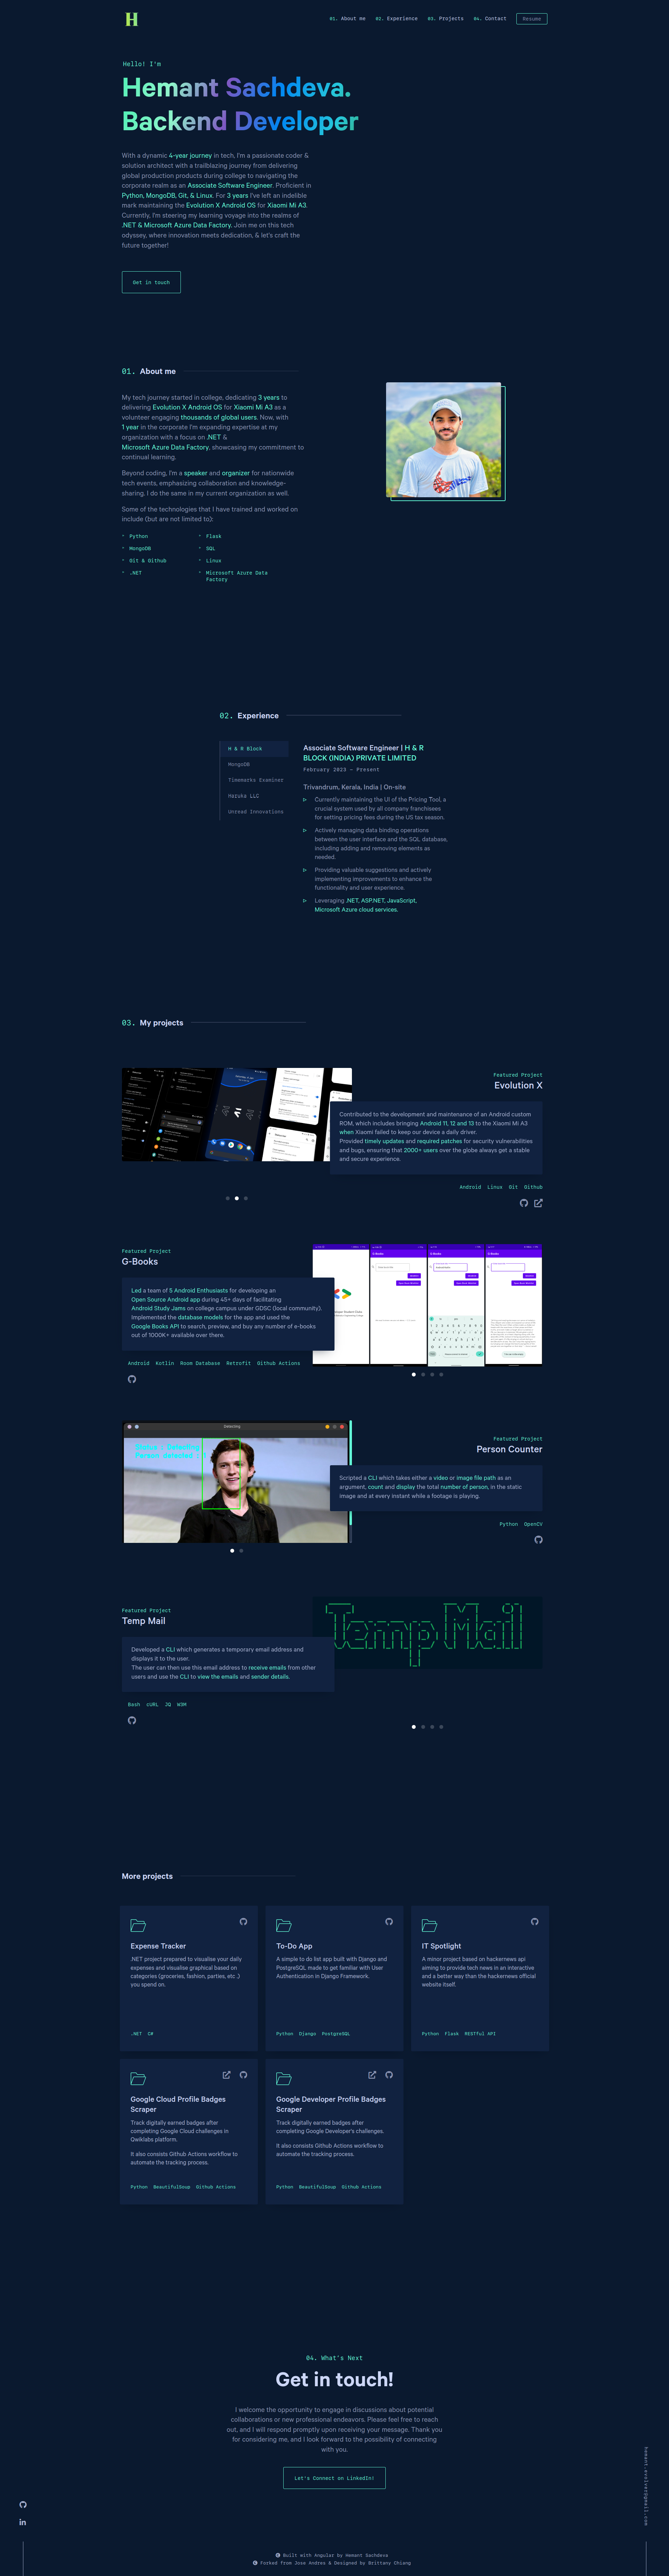 H
01. About me 02. Experience 03. Projects 04. Contact Resume
Hello! I'm
Hemant Sachdeva.
Backend Developer
With a dynamic 4-year journey in tech, I'm a passionate coder &
solution architect with a trailblazing journey from delivering
global production products during college to navigating the
corporate realm as an Associate Software Engineer. Proficient in
Python, MongoDB, Git, & Linux. For 3 years I've left an indelible
mark maintaining the Evolution X Android OS for Xiaomi Mi A3.
Currently, I'm steering my learning voyage into the realms of
.NET & Microsoft Azure Data Factory. Join me on this tech
odyssey, where innovation meets dedication, & let's craft the
future together!
Get in touch
01. About me
My tech journey started in college, dedicating 3 years to
delivering Evolution X Android OS for Xiaomi Mi A3 as a
volunteer engaging thousands of global users. Now, with
1 year in the corporate I'm expanding expertise at my
organization with a focus on .NET &
Microsoft Azure Data Factory, showcasing my commitment to
continual learning.
Beyond coding, I'm a speaker and organizer for nationwide
tech events, emphasizing collaboration and knowledge-
sharing. I do the same in my current organization as well.
Some of the technologies that I have trained and worked on
include (but are not limited to):
Python
Flask
MongoDB
SQL
Git & Github
Linux
.NET
Microsoft Azure Data
Factory
02. Experience
H & R Block
MongoDB
Timemarks Examiner
Haruka LLC
Unread Innovations
Associate Software Engineer | H & R
BLOCK (INDIA) PRIVATE LIMITED
February 2023 - Present
Trivandrum, Kerala, India | On-site
Currently maintaining the UI of the Pricing Tool, a
crucial system used by all company franchisees
for setting pricing fees during the US tax season.
Actively managing data binding operations
between the user interface and the SQL database,
including adding and removing elements as
needed.
Providing valuable suggestions and actively
implementing improvements to enhance the
functionality and user experience.
Leveraging .NET, ASP.NET, JavaScript,
Microsoft Azure cloud services.
03. My projects
Featured Project
Evolution X
Contributed to the development and maintenance of an Android custom
ROM, which includes bringing Android 11, 12 and 13 to the Xiaomi Mi A3
when Xiaomi failed to keep our device a daily driver.
Provided timely updates and required patches for security vulnerabilities
and bugs, ensuring that 2000+ users over the globe always get a stable
and secure experience.
Android Linux Git Github
Featured Project
G-Books
Led a team of 5 Android Enthusiasts for developing an
Open Source Android app during 45+ days of facilitating
Android Study Jams on college campus under GDSC (local community).
Implemented the database models for the app and used the
Google Books API to search, preview, and buy any number of e-books
out of 1000K+ available over there.
Android Kotlin Room Database Retrofit Github Actions
Detecting
Featured Project
Person Counter
Scripted a CLI which takes either a video or image file path as an
argument, count and display the total number of person, in the static
image and at every instant while a footage is playing.
Python OpenCV
Temp Mail
Featured Project
Temp Mail
Developed a CLI which generates a temporary email address and
displays it to the user.
The user can then use this email address to receive emails from other
users and use the CLI to view the emails and sender details.
Bash cURL JQ W3M
More projects
Expense Tracker
.NET project prepared to visualise your daily
expenses and visualise graphical based on
categories (groceries, fashion, parties, etc .)
you spend on.
.NET C#
To-Do App
A simple to do list app built with Django and
PostgreSQL made to get familiar with User
Authentication in Django Framework.
Python Django PostgreSQL
IT Spotlight
A minor project based on hackernews api
aiming to provide tech news in an interactive
and a better way than the hackernews official
website itself.
Python Flask RESTful API
Google Cloud Profile Badges
Scraper
Track digitally earned badges after
completing Google Cloud challenges in
Qwiklabs platform.
It also consists Github Actions workflow to
automate the tracking process.
Python BeautifulSoup Github Actions
Google Developer Profile Badges
Scraper
Track digitally earned badges after
completing Google Developer's challenges.
It also consists Github Actions workflow to
automate the tracking process.
Python BeautifulSoup Github Actions
04. What's Next
Get in touch!
I welcome the opportunity to engage in discussions about potential
collaborations or new professional endeavors. Please feel free to reach
out, and I will respond promptly upon receiving your message. Thank you
for considering me, and I look forward to the possibility of connecting
with you.
Let's Connect on LinkedIn!
Built with Angular by Hemant Sachdeva
Forked from Jose Andreu & Designed by Brittany Chiang